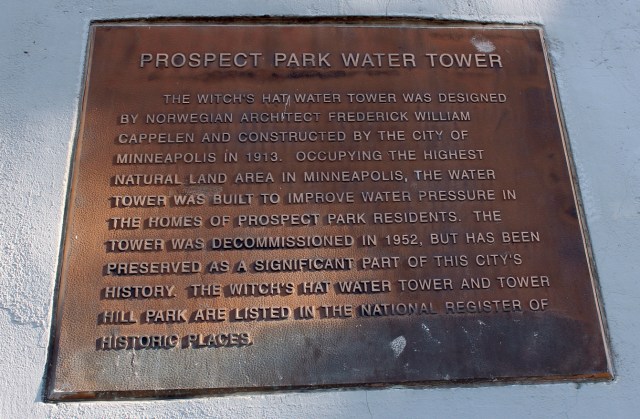 PROSPECT PARK WATER TOWER
THE WITCH'S HAT WATER TOWER WAS DESIGNED
BY NORWEGIAN ARCHITECT FREDERICK WILLIAM
CAPPELEN AND CONSTRUCTED BY THE CITY OF
MINNEAPOLIS IN 1913. OCCUPYING THE HIGHEST
NATURAL LAND AREA IN MINNEAPOLIS, THE WATER
TOWER WAS BUILT TO IMPROVE WATER PRESSURE IN
THE HOMES OF PROSPECT PARK RESIDENTS. THE
TOWER WAS DECOMMISSIONED IN 1952, BUT HAS BEEN
PRESERVED AS A SIGNIFICANT PART OF THIS CITY'S
HISTORY. THE WITCH'S HAT WATER TOWER AND TOWER
HILL PARK ARE LISTED IN THE NATIONAL REGISTER OF
HISTORIC PLACES.